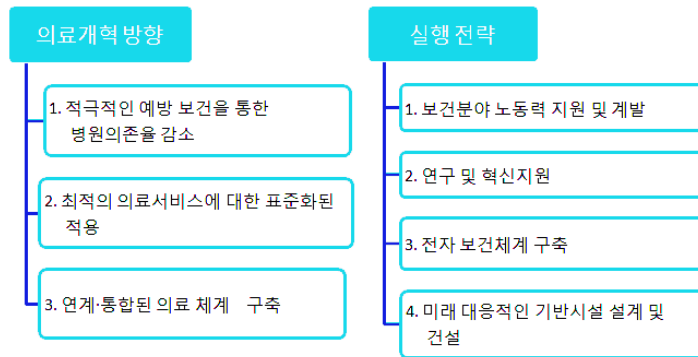 의료개혁 방향
1. 적극적인 예방 보건을 통한
병원의존율 감소
2. 최적의 의료서비스에 대한 표준화된
적용
3. 연계·통합된 의료 체계 구축
실행 전략
1. 보건분야 노동력 지원 및 계발
2. 연구 및 혁신지원
3. 전자 보건체계 구축
4. 미래 대응적인 기반시설 설계 및
건설